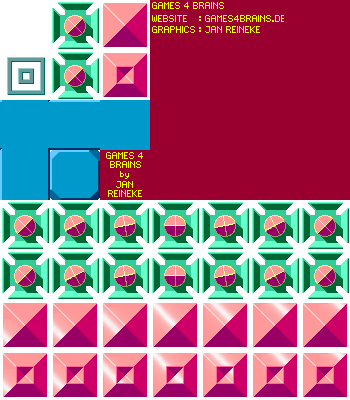 GAMES 4 BRAINS
WEBSITE : GAMES4BRAINS.DE
GRAPHICS : JAN REINEKE
GAMES 4
BRAINS
by
JAN
REINEKE